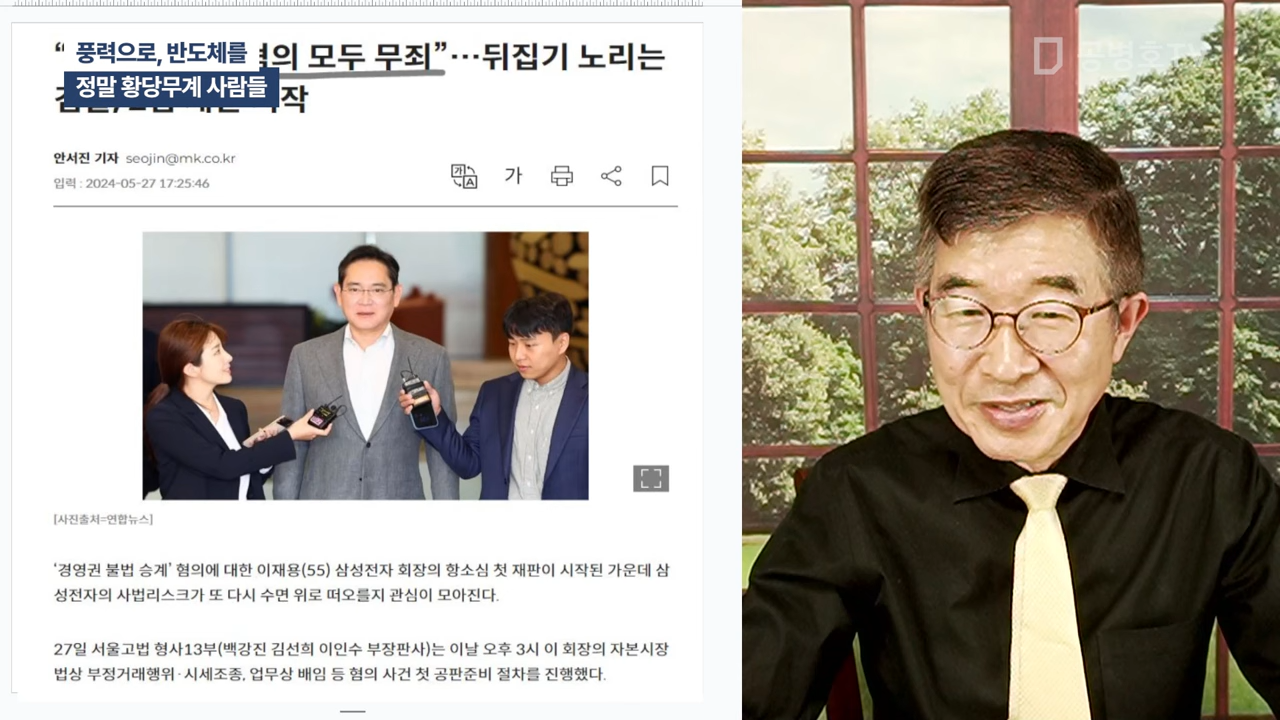 “
풍력으로, 반도체를
정말 황당무계 사람들
의 모두 무죄”…뒤집기 노리는
안서진 기자 seojin@mk.co.kr
입력 : 2024-05-27 17:25:46
가
A
가
[사진출처=연합뉴스]
‘경영권 불법 승계’ 혐의에 대한 이재용(55) 삼성전자 회장의 항소심 첫 재판이 시작된 가운데 삼
성전자의 사법리스크가 또 다시 수면 위로 떠오를지 관심이 모아진다.
27일 서울고법 형사13부(백강진 김선희 이인수 부장판사)는 이날 오후 3시 이 회장의 자본시장
법상 부정거래행위·시세조종, 업무상 배임 등 혐의 사건 첫 공판준비 절차를 진행했다.
공병호TV